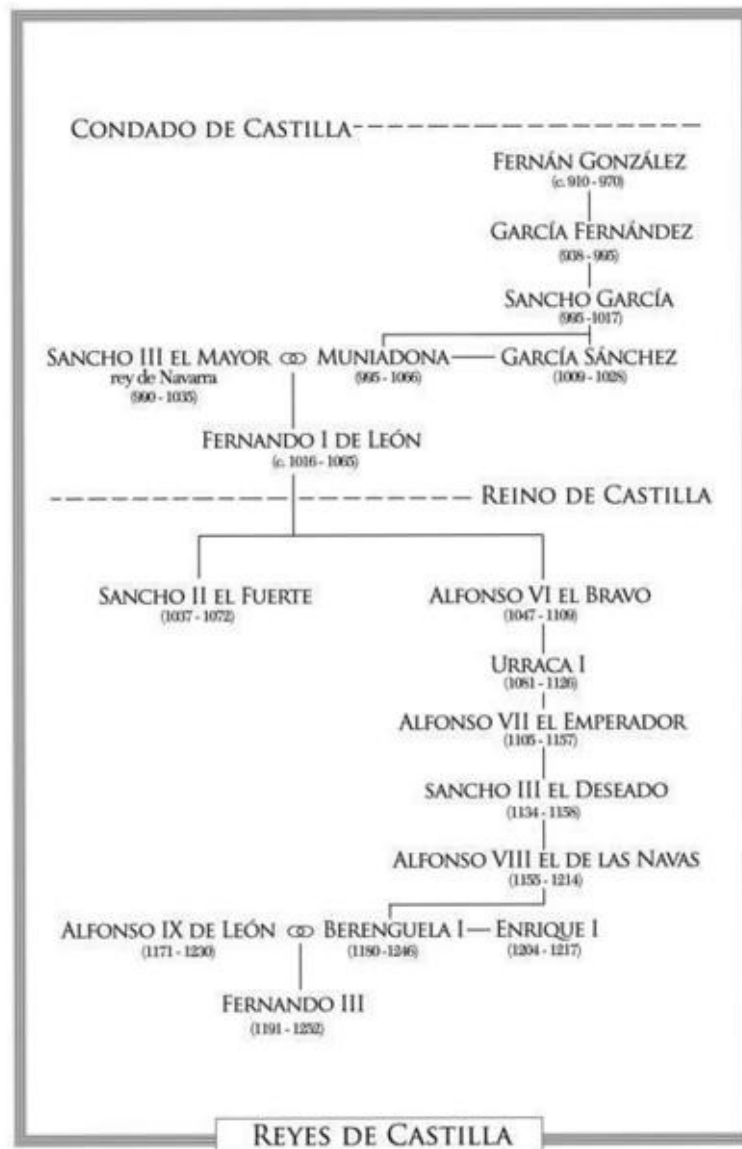 CONDADO DE CASTILLA
FERNÁN GONZÁLEZ
(c. 910 - 970)
GARCÍA FERNÁNDEZ
(938 - 995)
SANCHO GARCÍA
(995 -1017)
SANCHO III EL MAYOR MUNIADONA GARCÍA SÁNCHEZ
rey de Navarra (995 - 1066) (1009 - 1028)
(990 - 1035)
FERNANDO I DE LEÓN
(c. 1016 - 1065)
REINO DE CASTILLA
SANCHO II EL FUERTE ALFONSO VI EL BRAVO
(1037 - 1072) (1047 - 1109)
URRACA I
(1081 - 1126)
ALFONSO VII EL EMPERADOR
(1105 - 1157)
SANCHO III EL DESEADO
(1134 - 1158)
ALFONSO VIII EL DE LAS NAVAS
(1155 - 1214)
ALFONSO IX DE LEÓN BERENGUELA I ENRIQUE I
(1171 - 1230) (1180 -1246) (1204 - 1217)
FERNANDO III
(1191 - 1252)
REYES DE CASTILLA